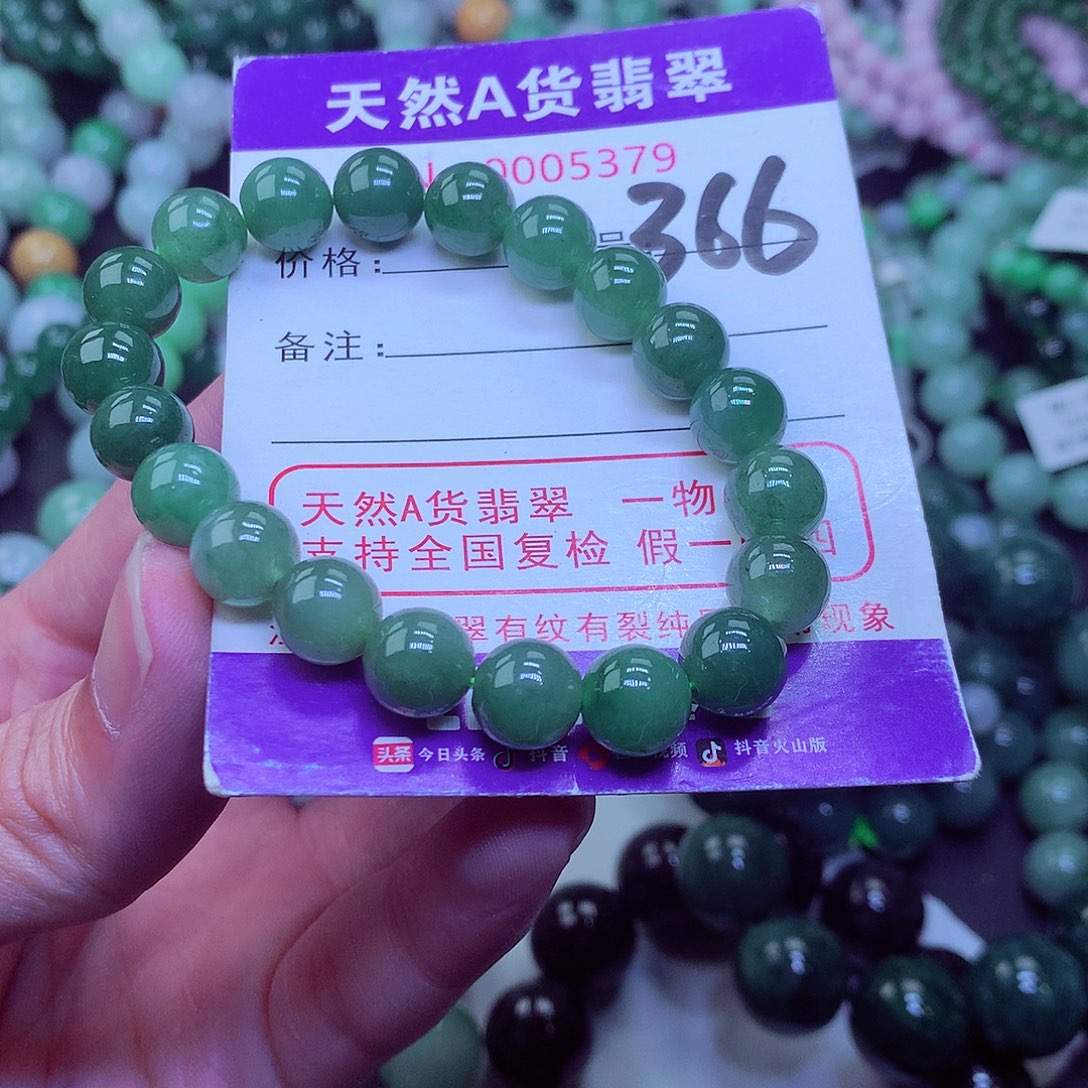 天然A货翡翠
0005379
366
价格:
备注:
天然A货翡翠 一物
支持全国复检 假一
翠有纹有裂纯 现象
头条 今日头条 抖音 视频 抖音火山版